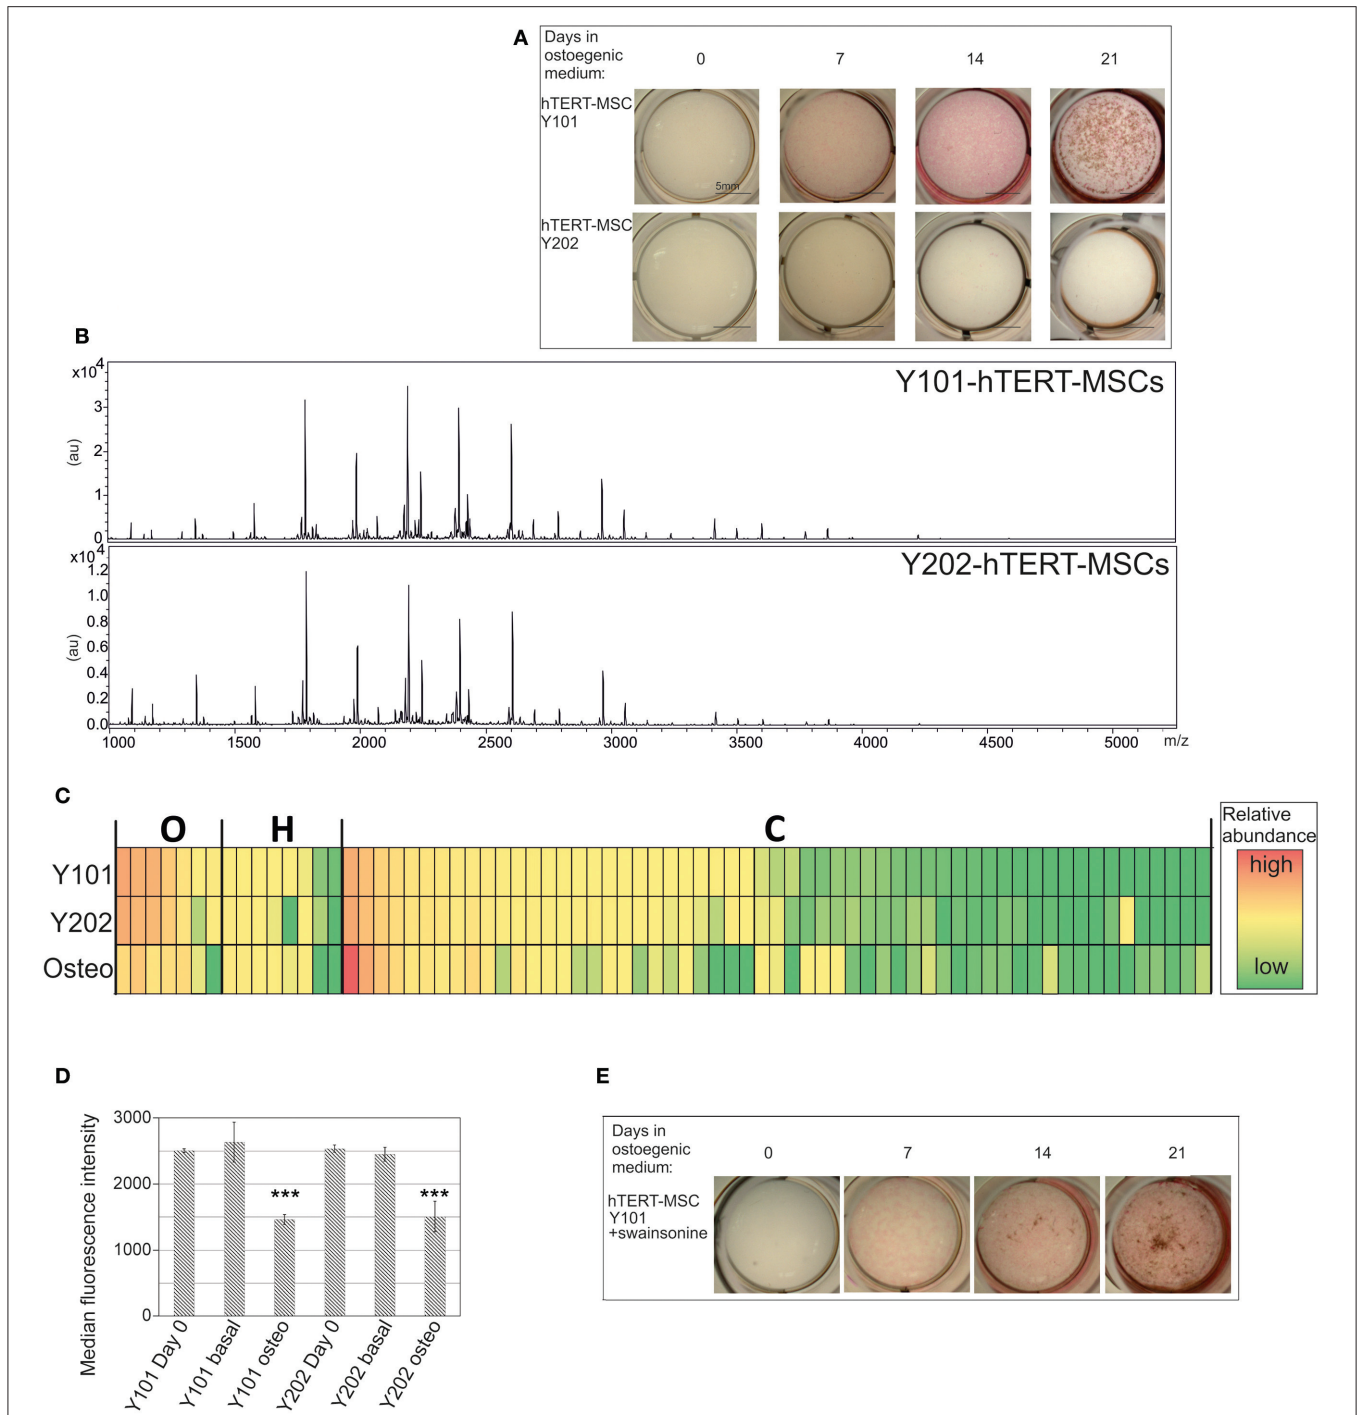 A
Days in
ostoegenic
medium:
0
7
14
21
hTERT-MSC
Y101
5mm
hTERT-MSC
Y202
B
x10⁴
3
2
1
0
(au)
Y101-hTERT-MSCs
x10⁴
1.2
1.0
0.8
0.6
0.4
0.2
0.0
(au)
Y202-hTERT-MSCs
1000
1500
2000
2500
3000
3500
4000
4500
5000
m/z
C
O
H
C
Y101
Y202
Osteo
Relative
abundance
high
low
D
Median fluorescence intensity
3000
2000
1000
0
***
***
Y101 Day 0
Y101 basal
Y101 osteo
Y202 Day 0
Y202 basal
Y202 osteo
E
Days in
ostoegenic
medium:
0
7
14
21
hTERT-MSC
Y101
+swainsonine